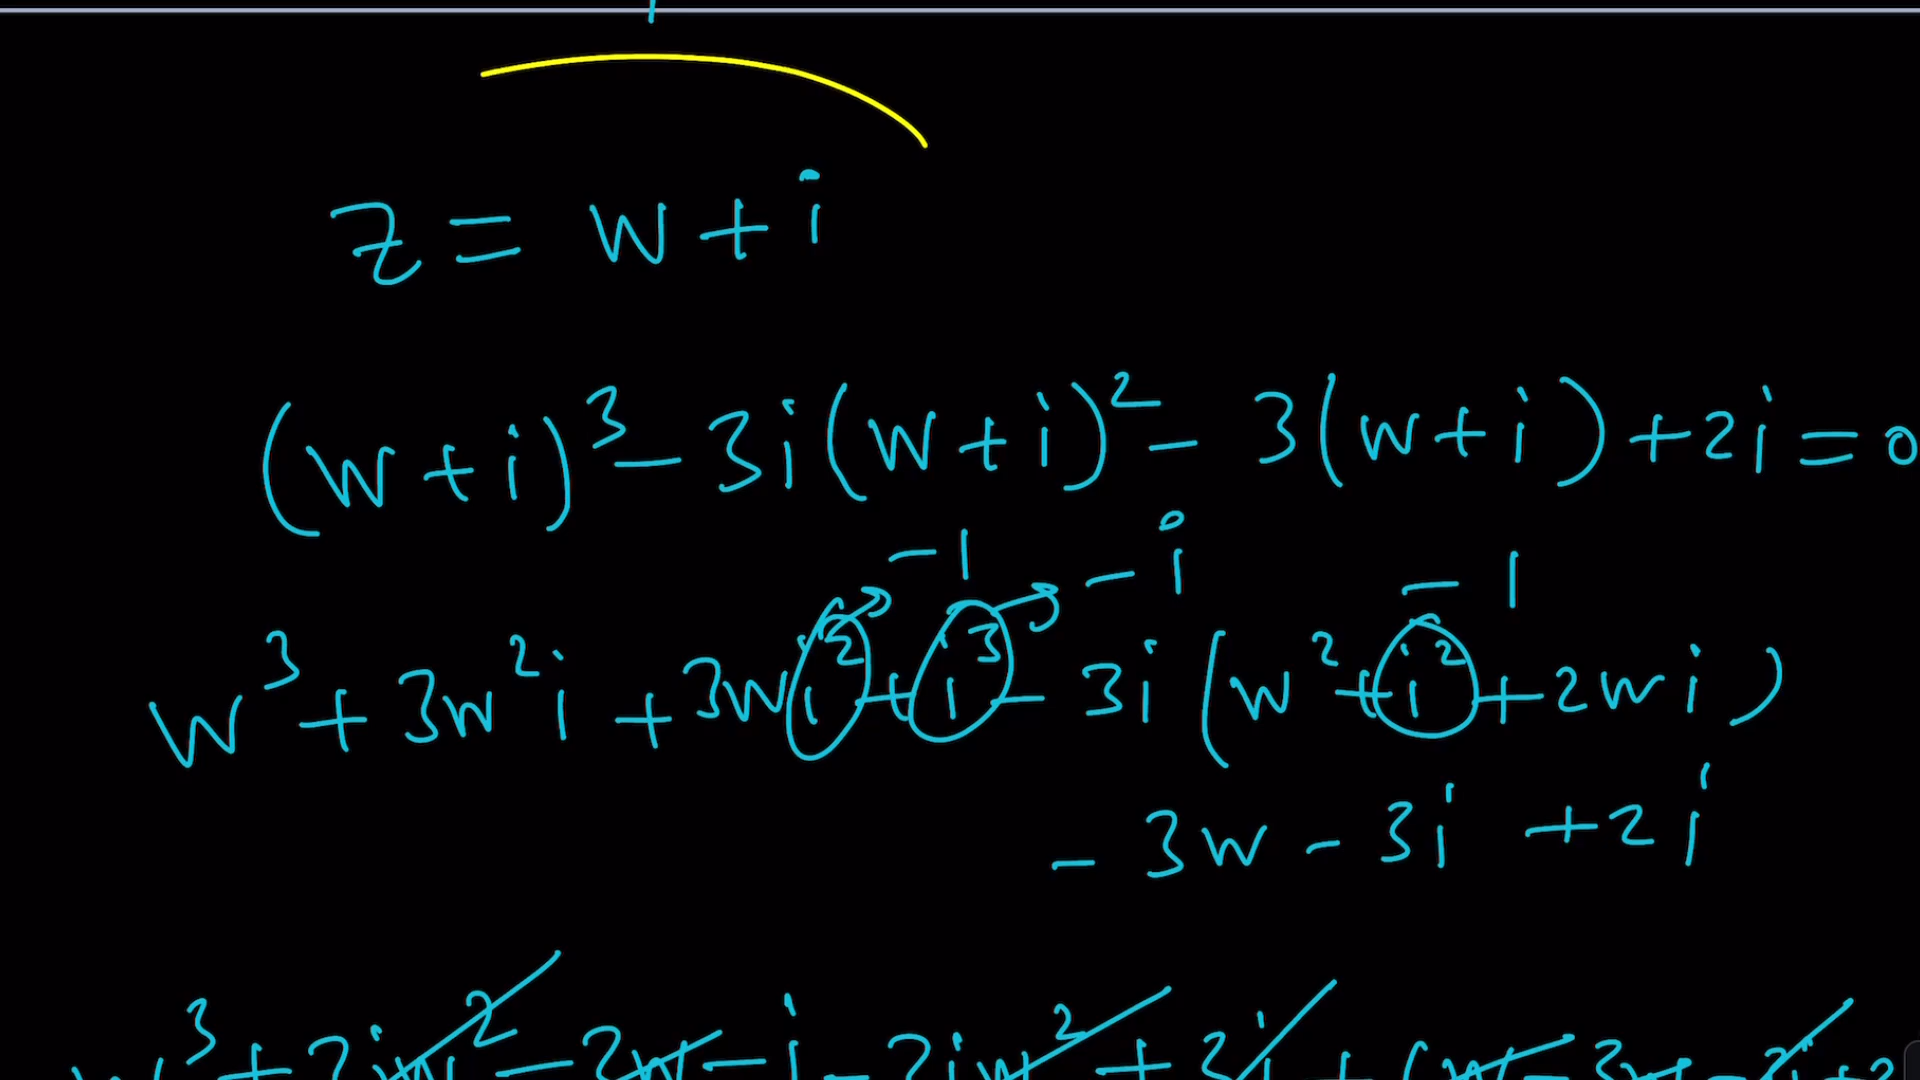 z = w + i
(w + i)³ - 3i(w + i)² - 3(w + i) + 2i = 0
-1 - i -1
w³ + 3w²i + 3wi² + i³ - 3i(w² + i² + 2wi)
- 3w - 3i + 2i